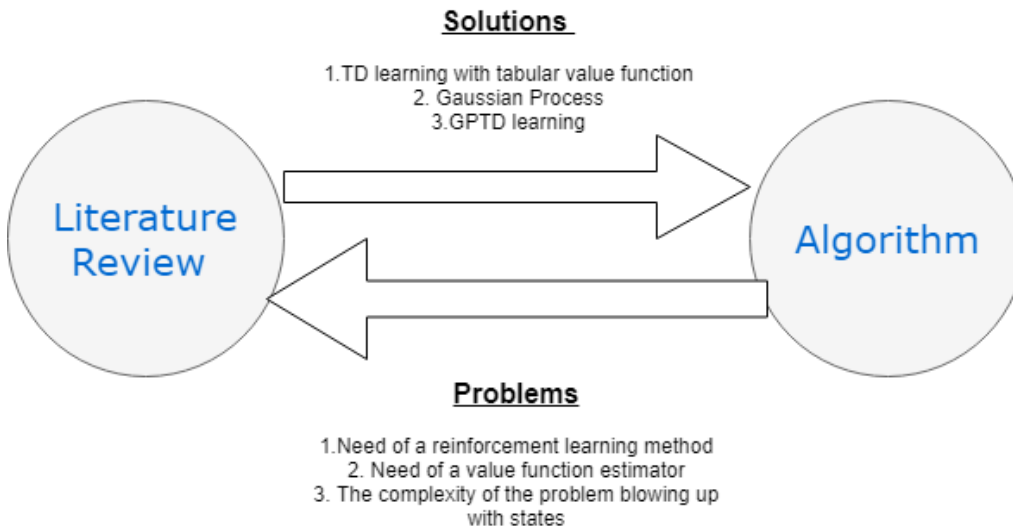 Solutions
1.TD learning with tabular value function
2. Gaussian Process
3.GPTD learning
Literature
Review
Algorithm
Problems
1.Need of a reinforcement learning method
2. Need of a value function estimator
3. The complexity of the problem blowing up
with states